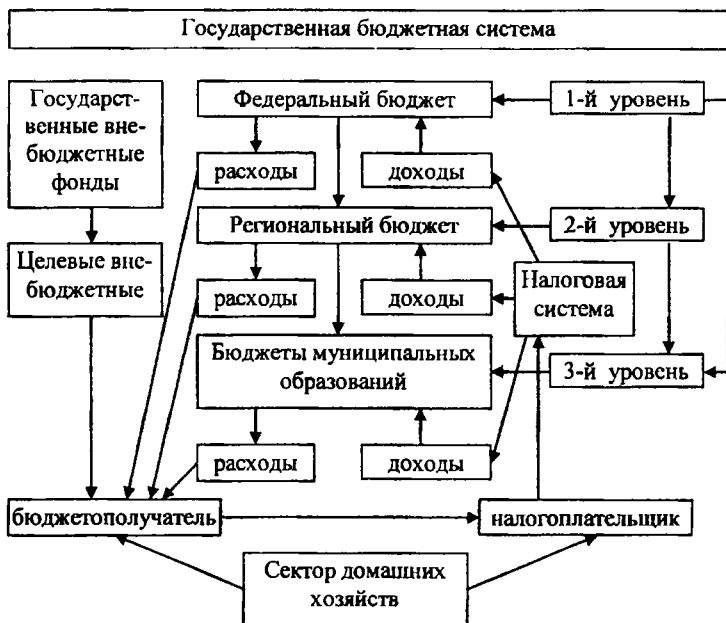 Государственная бюджетная система
Государст-
венные вне-
бюджетные
фонды
Федеральный бюджет
1-й уровень
расходы
доходы
Региональный бюджет
2-й уровень
Целевые вне-
бюджетные
расходы
доходы
Налоговая
система
Бюджеты муниципальных
образований
3-й уровень
расходы
доходы
бюджетополучатель
налогоплательщик
Сектор домашних
хозяйств